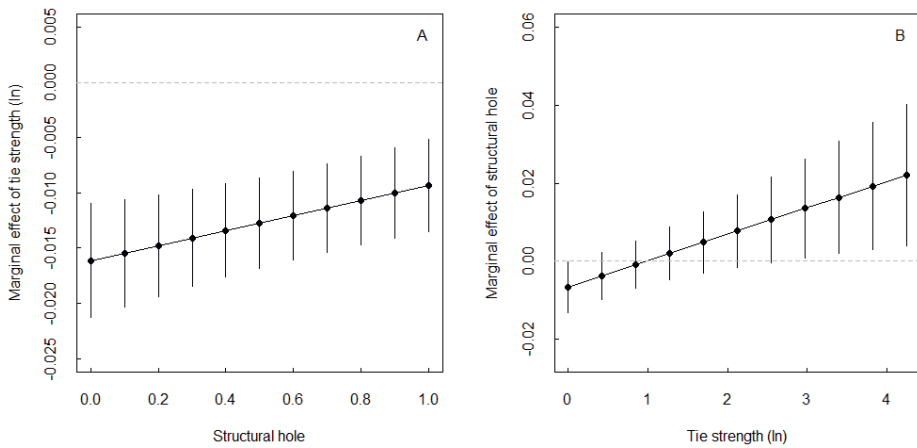 A
0.005
0.000
-0.005
-0.010
-0.015
-0.020
-0.025
Marginal effect of tie strength (ln)
0.0 0.2 0.4 0.6 0.8 1.0
Structural hole
B
0.06
0.04
0.02
0.00
-0.02
Marginal effect of structural hole
0 1 2 3 4
Tie strength (ln)